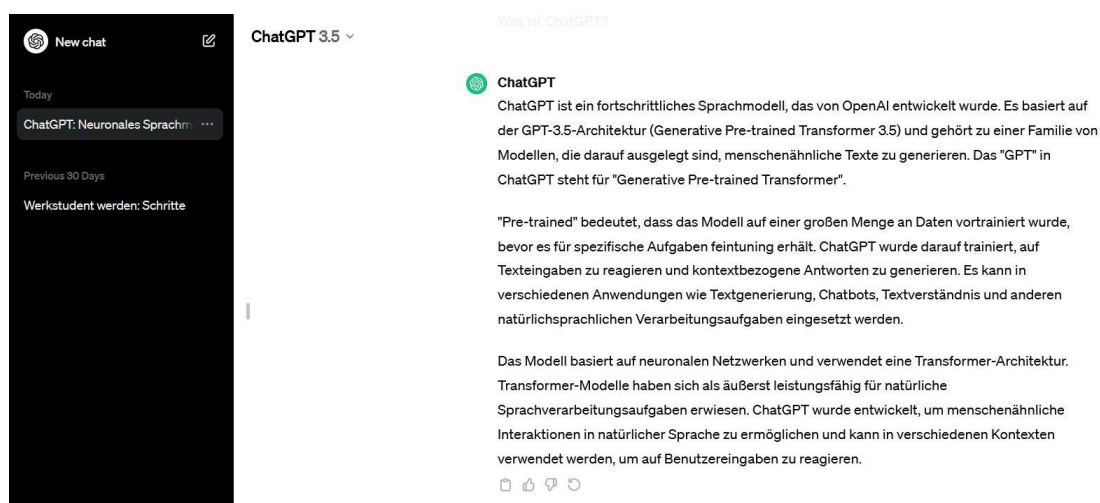 New chat
Today
ChatGPT: Neuronales Sprachm
Previous 30 Days
Werkstudent werden: Schritte
ChatGPT 3.5
Was ist ChatGPT?
ChatGPT
ChatGPT ist ein fortschrittliches Sprachmodell, das von OpenAI entwickelt wurde. Es basiert auf
der GPT-3.5-Architektur (Generative Pre-trained Transformer 3.5) und gehört zu einer Familie von
Modellen, die darauf ausgelegt sind, menschenähnliche Texte zu generieren. Das "GPT" in
ChatGPT steht für "Generative Pre-trained Transformer".
"Pre-trained" bedeutet, dass das Modell auf einer großen Menge an Daten vortrainiert wurde,
bevor es für spezifische Aufgaben feintuning erhält. ChatGPT wurde darauf trainiert, auf
Texteingaben zu reagieren und kontextbezogene Antworten zu generieren. Es kann in
verschiedenen Anwendungen wie Textgenerierung, Chatbots, Textverständnis und anderen
natürlichsprachlichen Verarbeitungsaufgaben eingesetzt werden.
Das Modell basiert auf neuronalen Netzwerken und verwendet eine Transformer-Architektur.
Transformer-Modelle haben sich als äußerst leistungsfähig für natürliche
Sprachverarbeitungsaufgaben erwiesen. ChatGPT wurde entwickelt, um menschenähnliche
Interaktionen in natürlicher Sprache zu ermöglichen und kann in verschiedenen Kontexten
verwendet werden, um auf Benutzereingaben zu reagieren.